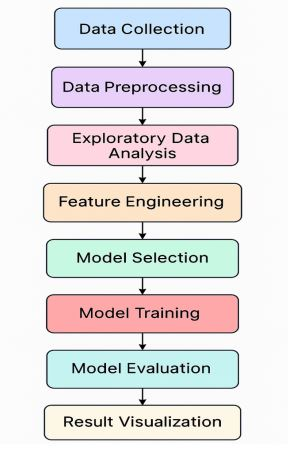 Data Collection
Data Preprocessing
Exploratory Data
Analysis
Feature Engineering
Model Selection
Model Training
Model Evaluation
Result Visualization